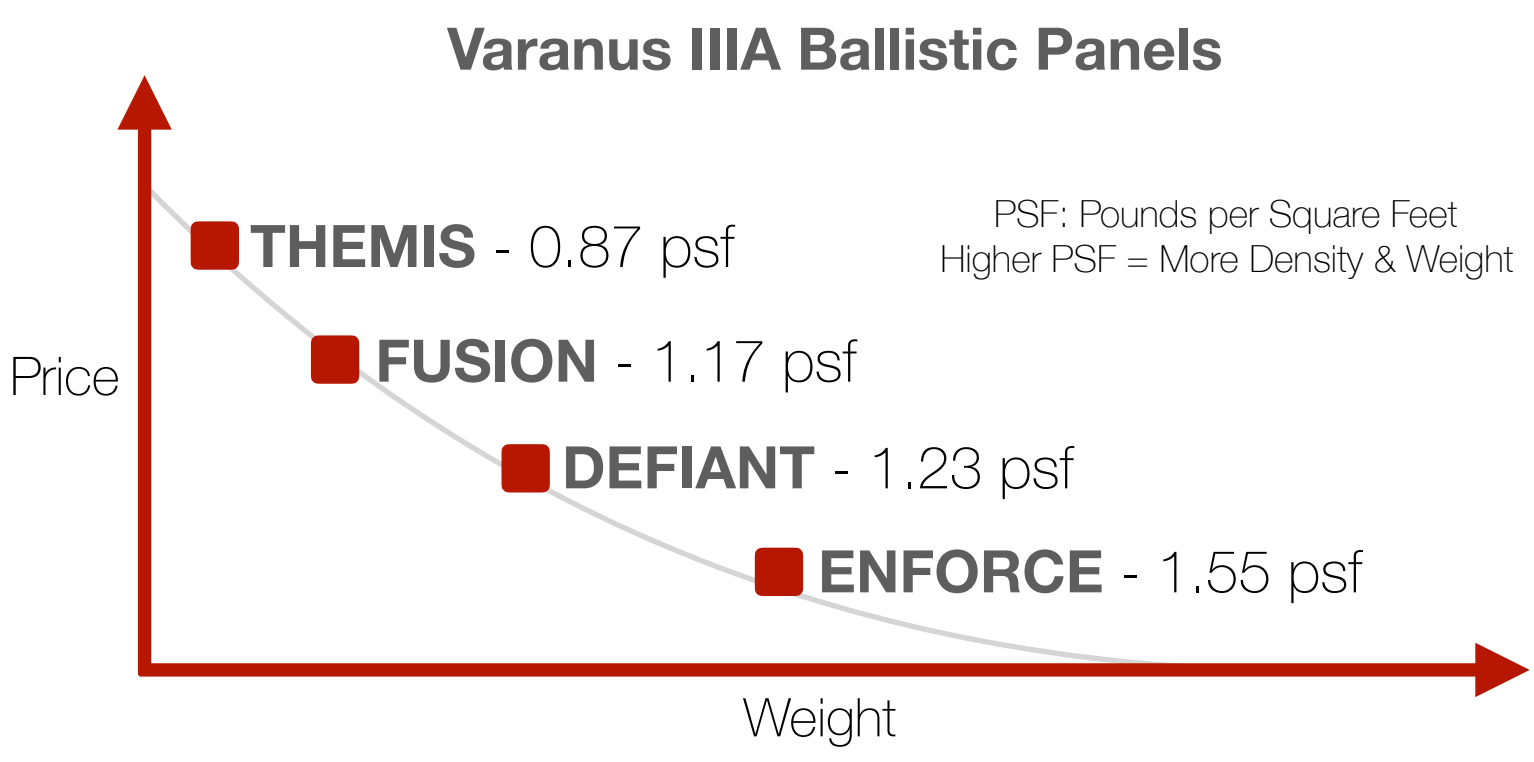 Varanus IIIA Ballistic Panels
PSF: Pounds per Square Feet
Higher PSF = More Density & Weight
THEMIS - 0.87 psf
FUSION - 1.17 psf
Price
DEFIANT - 1.23 psf
ENFORCE - 1.55 psf
Weight